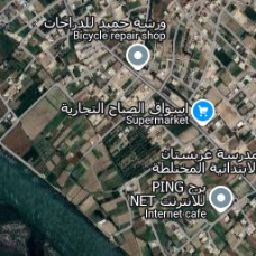 ورشة حميد للدراجات
Bicycle repair shop
اسواق الصباح التجارية
Supermarket
مدرسة عربستان
الابتدائية المختلطة
برج PING
للانترنت NET
Internet cafe